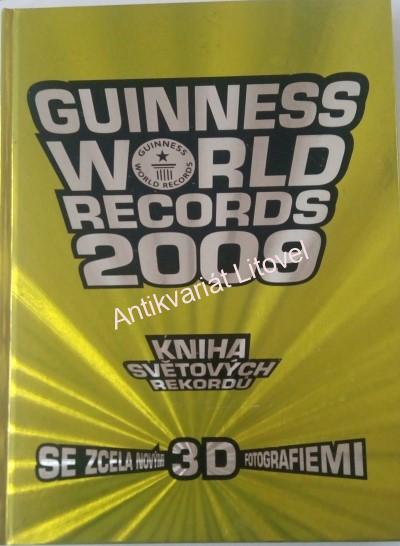 GUINNESS
WORLD
GUINNESS
WORLD RECORDS
RECORDS
2009
Antikvariát Litovel
KNIHA
SVĚTOVÝCH
REKORDŮ
SE ZCELA NOVÝMI 3D FOTOGRAFIEMI